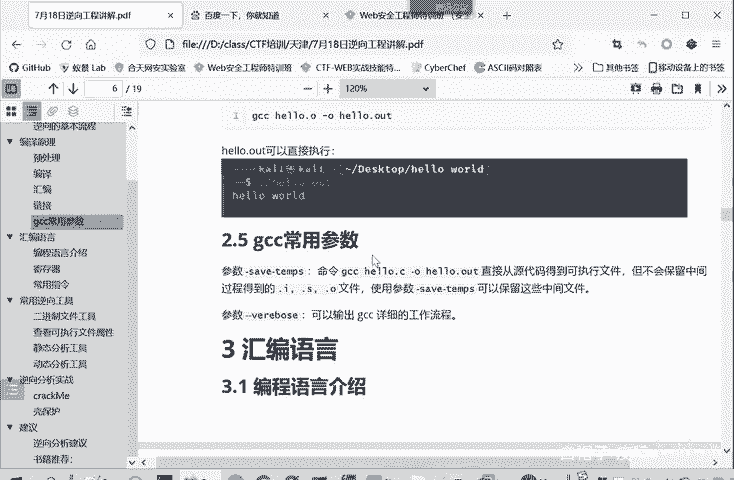 7月18日逆向工程讲解.pdf
百度一下，你就知道
Web安全工程师特训班
file:///D:/class/CTF培训/天津/7月18日逆向工程讲解.pdf
GitHub
蚁景 Lab
合天网安实验室
Web安全工程师特训班
CTF-WEB实战技能特...
CyberChef
ASCII码对照表
其他书签
移动设备上的书签
6 / 19
120%
逆向的基本流程
编译原理
预处理
编译
汇编
链接
gcc常用参数
汇编语言
编程语言介绍
寄存器
常用指令
常用逆向工具
二进制文件工具
查看可执行文件属性
静态分析工具
动态分析工具
逆向分析实战
crackMe
壳保护
建议
逆向分析建议
书籍推荐：
1 gcc hello.o -o hello.out
hello.out可以直接执行：
~/Desktop/hello world
hello world
2.5 gcc常用参数
参数 -save-temps ：命令 gcc hello.c -o hello.out 直接从源代码得到可执行文件，但不会保留中间
过程得到的 .i, .s, .o 文件，使用参数 -save-temps 可以保留这些中间文件。
参数 --verebose ：可以输出 gcc 详细的工作流程。
3 汇编语言
3.1 编程语言介绍